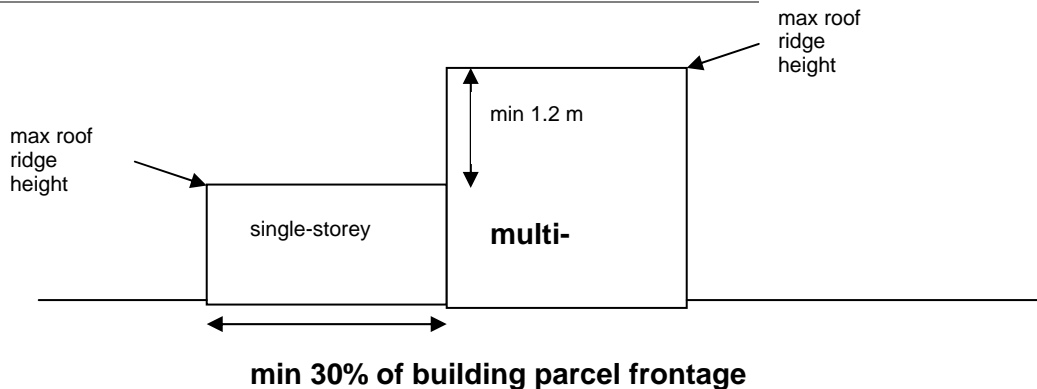 max roof
ridge
height
min 1.2 m
max roof
ridge
height
single-storey
multi-
min 30% of building parcel frontage